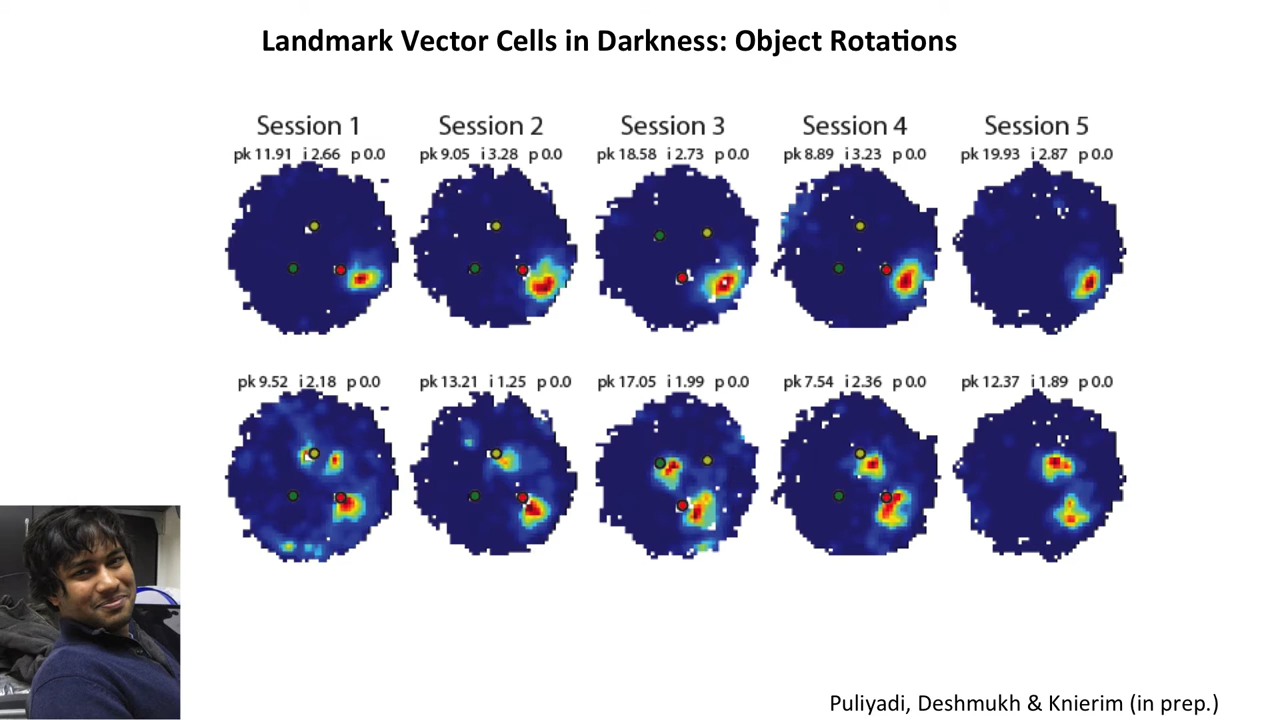 Landmark Vector Cells in Darkness: Object Rotations
Session 1 Session 2 Session 3 Session 4 Session 5
pk 11.91 i 2.66 p 0.0 pk 9.05 i 3.28 p 0.0 pk 18.58 i 2.73 p 0.0 pk 8.89 i 3.23 p 0.0 pk 19.93 i 2.87 p 0.0
pk 9.52 i 2.18 p 0.0 pk 13.21 i 1.25 p 0.0 pk 17.05 i 1.99 p 0.0 pk 7.54 i 2.36 p 0.0 pk 12.37 i 1.89 p 0.0
Puliyadi, Deshmukh & Knierim (in prep.)